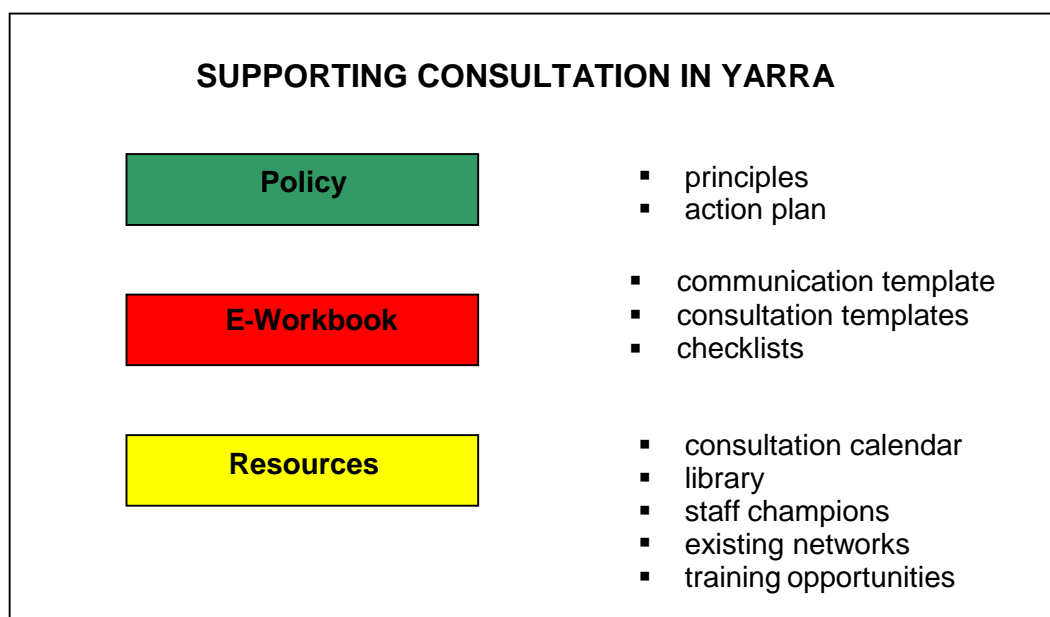 SUPPORTING CONSULTATION IN YARRA
Policy
▪ principles
▪ action plan
E-Workbook
▪ communication template
▪ consultation templates
▪ checklists
Resources
▪ consultation calendar
▪ library
▪ staff champions
▪ existing networks
▪ training opportunities